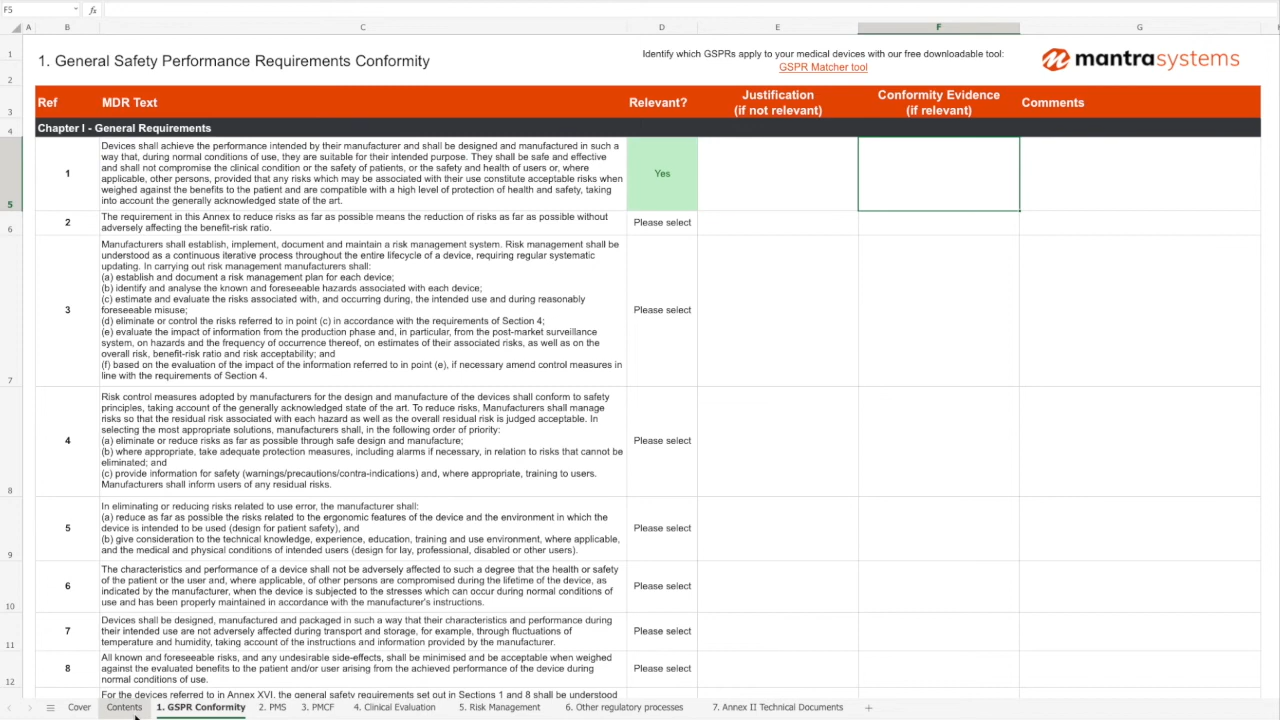 F5
fx
A B C D E F G
1
1. General Safety Performance Requirements Conformity
Identify which GSPRs apply to your medical devices with our free downloadable tool:
GSPR Matcher tool
mantrasystems
2
3
Ref MDR Text Relevant? Justification Conformity Evidence Comments
(if not relevant) (if relevant)
4
Chapter I - General Requirements
5
1
Devices shall achieve the performance intended by their manufacturer and shall be designed and manufactured in such a
way that, during normal conditions of use, they are suitable for their intended purpose. They shall be safe and effective
and shall not compromise the clinical condition or the safety of patients, or the safety and health of users or, where
applicable, other persons, provided that any risks which may be associated with their use constitute acceptable risks when
weighed against the benefits to the patient and are compatible with a high level of protection of health and safety, taking
into account the generally acknowledged state of the art.
Yes
6
2
The requirement in this Annex to reduce risks as far as possible means the reduction of risks as far as possible without
adversely affecting the benefit-risk ratio.
Please select
7
3
Manufacturers shall establish, implement, document and maintain a risk management system. Risk management shall be
understood as a continuous iterative process throughout the entire lifecycle of a device, requiring regular systematic
updating. In carrying out risk management manufacturers shall:
(a) establish and document a risk management plan for each device;
(b) identify and analyse the known and foreseeable hazards associated with each device;
(c) estimate and evaluate the risks associated with, and occurring during, the intended use and during reasonably
foreseeable misuse;
(d) eliminate or control the risks referred to in point (c) in accordance with the requirements of Section 4;
(e) evaluate the impact of information from the production phase and, in particular, from the post-market surveillance
system, on hazards and the frequency of occurrence thereof, on estimates of their associated risks, as well as on the
overall risk, benefit-risk ratio and risk acceptability; and
(f) based on the evaluation of the impact of the information referred to in point (e), if necessary amend control measures in
line with the requirements of Section 4.
Please select
8
4
Risk control measures adopted by manufacturers for the design and manufacture of the devices shall conform to safety
principles, taking account of the generally acknowledged state of the art. To reduce risks, Manufacturers shall manage
risks so that the residual risk associated with each hazard as well as the overall residual risk is judged acceptable. In
selecting the most appropriate solutions, manufacturers shall, in the following order of priority:
(a) eliminate or reduce risks as far as possible through safe design and manufacture;
(b) where appropriate, take adequate protection measures, including alarms if necessary, in relation to risks that cannot be
eliminated; and
(c) provide information for safety (warnings/precautions/contra-indications) and, where appropriate, training to users.
Manufacturers shall inform users of any residual risks.
Please select
9
5
In eliminating or reducing risks related to use error, the manufacturer shall:
(a) reduce as far as possible the risks related to the ergonomic features of the device and the environment in which the
device is intended to be used (design for patient safety), and
(b) give consideration to the technical knowledge, experience, education, training and use environment, where applicable,
and the medical and physical conditions of intended users (design for lay, professional, disabled or other users).
Please select
10
6
The characteristics and performance of a device shall not be adversely affected to such a degree that the health or safety
of the patient or the user and, where applicable, of other persons are compromised during the lifetime of the device, as
indicated by the manufacturer, when the device is subjected to the stresses which can occur during normal conditions of
use and has been properly maintained in accordance with the manufacturer's instructions.
Please select
11
7
Devices shall be designed, manufactured and packaged in such a way that their characteristics and performance during
their intended use are not adversely affected during transport and storage, for example, through fluctuations of
temperature and humidity, taking account of the instructions and information provided by the manufacturer.
Please select
12
8
All known and foreseeable risks, and any undesirable side-effects, shall be minimised and be acceptable when weighed
against the evaluated benefits to the patient and/or user arising from the achieved performance of the device during
normal conditions of use.
Please select
For the devices referred to in Annex XVI, the general safety requirements set out in Sections 1 and 8 shall be understood
Cover Contents 1. GSPR Conformity 2. PMS 3. PMCF 4. Clinical Evaluation 5. Risk Management 6. Other regulatory processes 7. Annex II Technical Documents